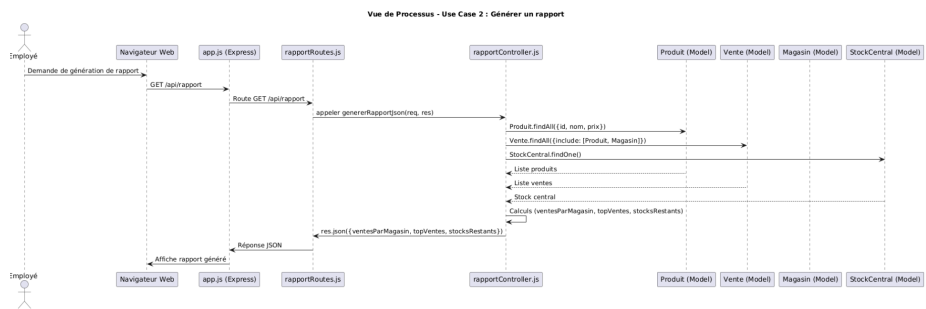 Vue de Processus - Use Case 2 : Générer un rapport
Employé
Navigateur Web
app.js (Express)
rapportRoutes.js
rapportController.js
Produit (Model)
Vente (Model)
Magasin (Model)
StockCentral (Model)
Demande de génération de rapport
GET /api/rapport
Route GET /api/rapport
appeler genererRapportJson(req, res)
Produit.findAll({id, nom, prix})
Vente.findAll({include: [Produit, Magasin]})
StockCentral.findOne()
Liste produits
Liste ventes
Stock central
Calculs (ventesParMagasin, topVentes, stocksRestants)
res.json({ventesParMagasin, topVentes, stocksRestants})
Réponse JSON
Affiche rapport généré
Employé
Navigateur Web
app.js (Express)
rapportRoutes.js
rapportController.js
Produit (Model)
Vente (Model)
Magasin (Model)
StockCentral (Model)